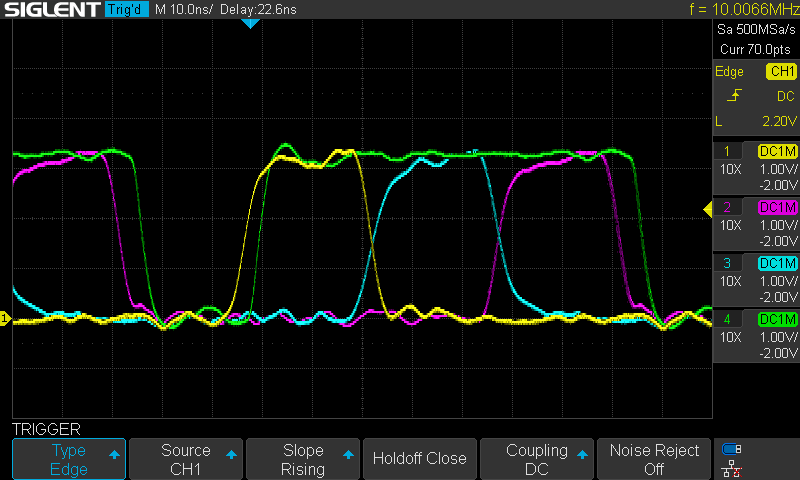 SIGLENT Trig'd M 10.0ns/ Delay:22.6ns f = 10.0066MHz
Sa 500MSa/s
Curr 70.0pts
Edge CH1
DC
L 2.20V
1 DC1M
10X 1.00V/
-2.00V
2 DC1M
10X 1.00V/
-2.00V
3 DC1M
10X 1.00V/
-2.00V
4 DC1M
10X 1.00V/
-2.00V
1
TRIGGER
Type
Edge
Source
CH1
Slope
Rising
Holdoff Close
Coupling
DC
Noise Reject
Off